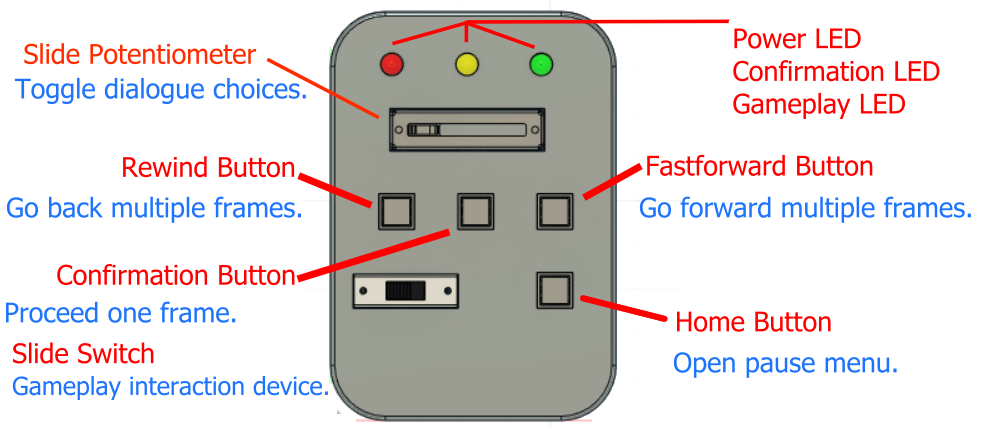 Slide Potentiometer
Toggle dialogue choices.
Power LED
Confirmation LED
Gameplay LED
Rewind Button
Go back multiple frames.
Fastforward Button
Go forward multiple frames.
Confirmation Button
Proceed one frame.
Slide Switch
Gameplay interaction device.
Home Button
Open pause menu.